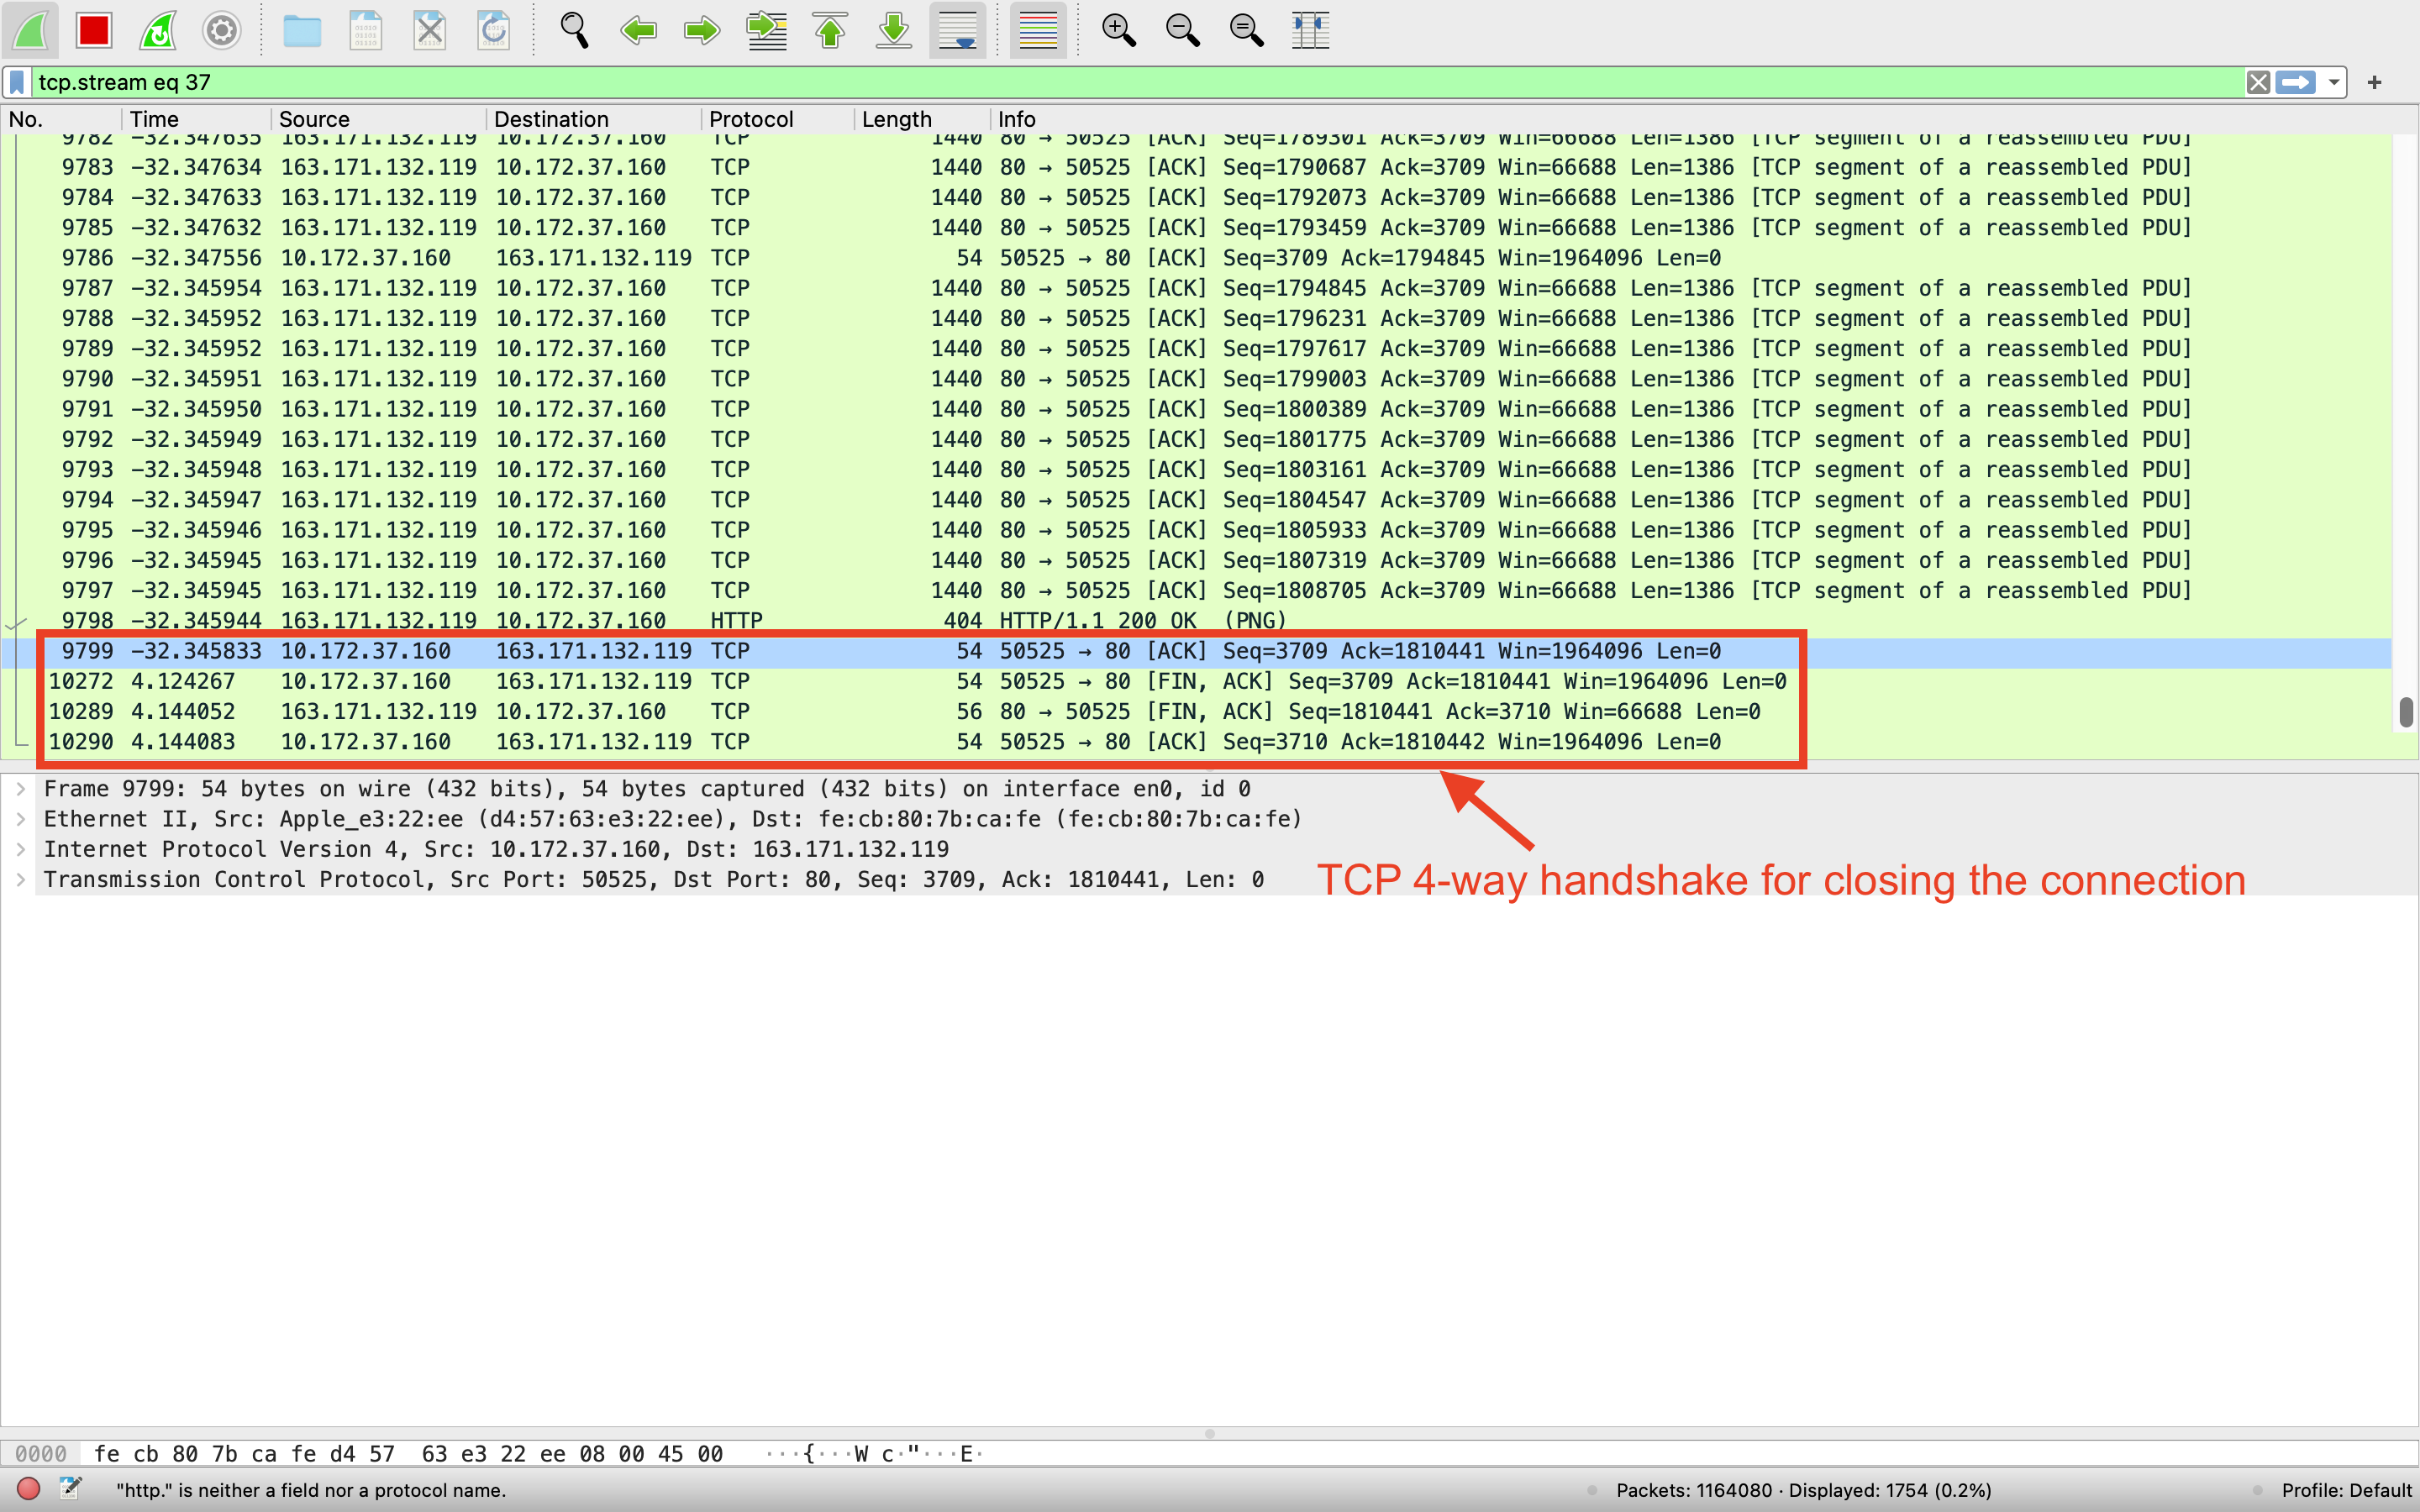 tcp.stream eq 37
No. Time Source Destination Protocol Length Info
9782 −32.347635 163.171.132.119 10.172.37.160 TCP 1440 80 → 50525 [ACK] Seq=1789301 Ack=3709 Win=66688 Len=1386 [TCP segment of a reassembled PDU]
9783 −32.347634 163.171.132.119 10.172.37.160 TCP 1440 80 → 50525 [ACK] Seq=1790687 Ack=3709 Win=66688 Len=1386 [TCP segment of a reassembled PDU]
9784 −32.347633 163.171.132.119 10.172.37.160 TCP 1440 80 → 50525 [ACK] Seq=1792073 Ack=3709 Win=66688 Len=1386 [TCP segment of a reassembled PDU]
9785 −32.347632 163.171.132.119 10.172.37.160 TCP 1440 80 → 50525 [ACK] Seq=1793459 Ack=3709 Win=66688 Len=1386 [TCP segment of a reassembled PDU]
9786 −32.347556 10.172.37.160 163.171.132.119 TCP 54 50525 → 80 [ACK] Seq=3709 Ack=1794845 Win=1964096 Len=0
9787 −32.345954 163.171.132.119 10.172.37.160 TCP 1440 80 → 50525 [ACK] Seq=1794845 Ack=3709 Win=66688 Len=1386 [TCP segment of a reassembled PDU]
9788 −32.345952 163.171.132.119 10.172.37.160 TCP 1440 80 → 50525 [ACK] Seq=1796231 Ack=3709 Win=66688 Len=1386 [TCP segment of a reassembled PDU]
9789 −32.345952 163.171.132.119 10.172.37.160 TCP 1440 80 → 50525 [ACK] Seq=1797617 Ack=3709 Win=66688 Len=1386 [TCP segment of a reassembled PDU]
9790 −32.345951 163.171.132.119 10.172.37.160 TCP 1440 80 → 50525 [ACK] Seq=1799003 Ack=3709 Win=66688 Len=1386 [TCP segment of a reassembled PDU]
9791 −32.345950 163.171.132.119 10.172.37.160 TCP 1440 80 → 50525 [ACK] Seq=1800389 Ack=3709 Win=66688 Len=1386 [TCP segment of a reassembled PDU]
9792 −32.345949 163.171.132.119 10.172.37.160 TCP 1440 80 → 50525 [ACK] Seq=1801775 Ack=3709 Win=66688 Len=1386 [TCP segment of a reassembled PDU]
9793 −32.345948 163.171.132.119 10.172.37.160 TCP 1440 80 → 50525 [ACK] Seq=1803161 Ack=3709 Win=66688 Len=1386 [TCP segment of a reassembled PDU]
9794 −32.345947 163.171.132.119 10.172.37.160 TCP 1440 80 → 50525 [ACK] Seq=1804547 Ack=3709 Win=66688 Len=1386 [TCP segment of a reassembled PDU]
9795 −32.345946 163.171.132.119 10.172.37.160 TCP 1440 80 → 50525 [ACK] Seq=1805933 Ack=3709 Win=66688 Len=1386 [TCP segment of a reassembled PDU]
9796 −32.345945 163.171.132.119 10.172.37.160 TCP 1440 80 → 50525 [ACK] Seq=1807319 Ack=3709 Win=66688 Len=1386 [TCP segment of a reassembled PDU]
9797 −32.345945 163.171.132.119 10.172.37.160 TCP 1440 80 → 50525 [ACK] Seq=1808705 Ack=3709 Win=66688 Len=1386 [TCP segment of a reassembled PDU]
9798 −32.345944 163.171.132.119 10.172.37.160 HTTP 404 HTTP/1.1 200 OK (PNG)
9799 −32.345833 10.172.37.160 163.171.132.119 TCP 54 50525 → 80 [ACK] Seq=3709 Ack=1810441 Win=1964096 Len=0
10272 4.124267 10.172.37.160 163.171.132.119 TCP 54 50525 → 80 [FIN, ACK] Seq=3709 Ack=1810441 Win=1964096 Len=0
10289 4.144052 163.171.132.119 10.172.37.160 TCP 56 80 → 50525 [FIN, ACK] Seq=1810441 Ack=3710 Win=66688 Len=0
10290 4.144083 10.172.37.160 163.171.132.119 TCP 54 50525 → 80 [ACK] Seq=3710 Ack=1810442 Win=1964096 Len=0
Frame 9799: 54 bytes on wire (432 bits), 54 bytes captured (432 bits) on interface en0, id 0
Ethernet II, Src: Apple_e3:22:ee (d4:57:63:e3:22:ee), Dst: fe:cb:80:7b:ca:fe (fe:cb:80:7b:ca:fe)
Internet Protocol Version 4, Src: 10.172.37.160, Dst: 163.171.132.119
Transmission Control Protocol, Src Port: 50525, Dst Port: 80, Seq: 3709, Ack: 1810441, Len: 0
TCP 4-way handshake for closing the connection
0000 fe cb 80 7b ca fe d4 57 63 e3 22 ee 08 00 45 00 ···{···W c·"···E·
"http." is neither a field nor a protocol name.
Packets: 1164080 · Displayed: 1754 (0.2%)
Profile: Default